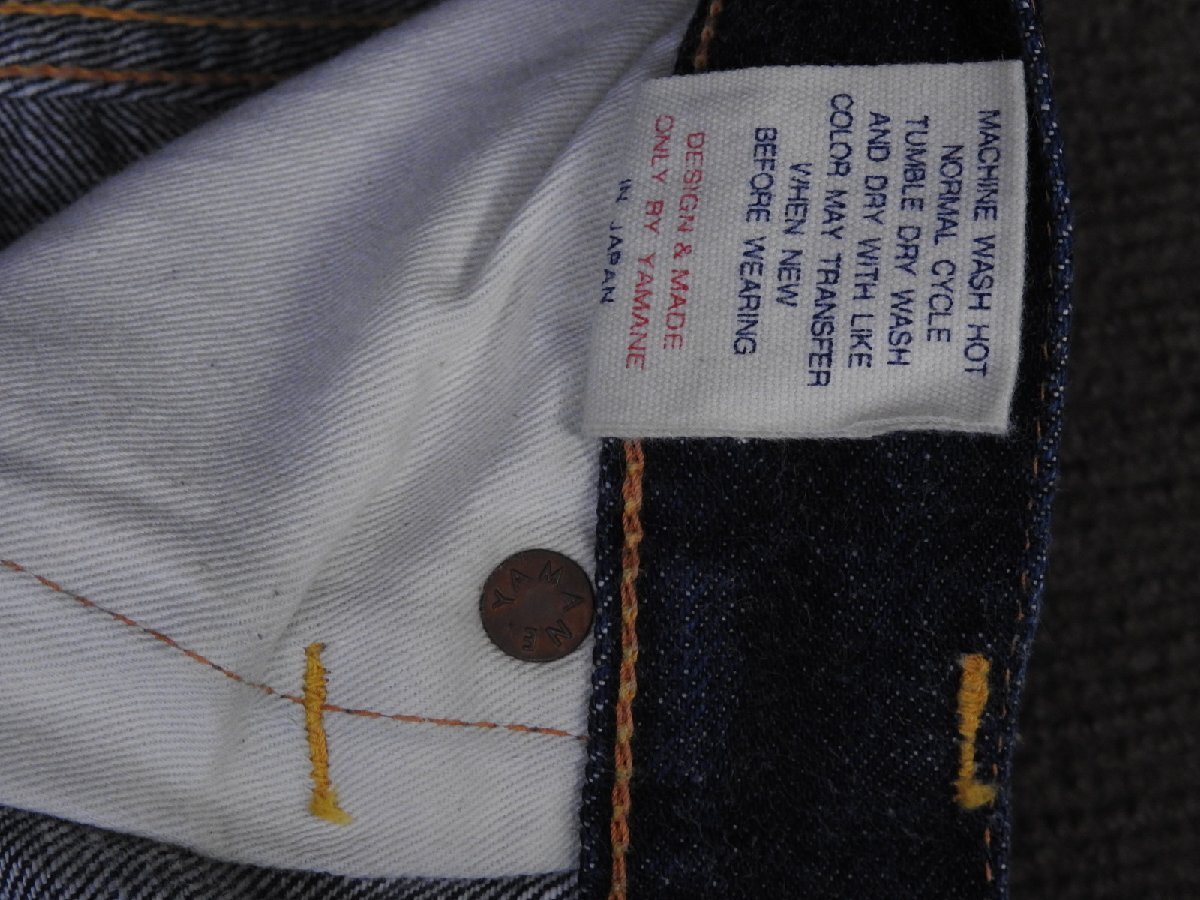 MACHINE WASH HOT
NORMAL CYCLE
TUMBLE DRY WASH
AND DRY WITH LIKE
COLOR MAY TRANSFER
WHEN NEW
BEFORE WEARING
DESIGN & MADE
ONLY BY YAMANE
IN JAPAN
YAMANE